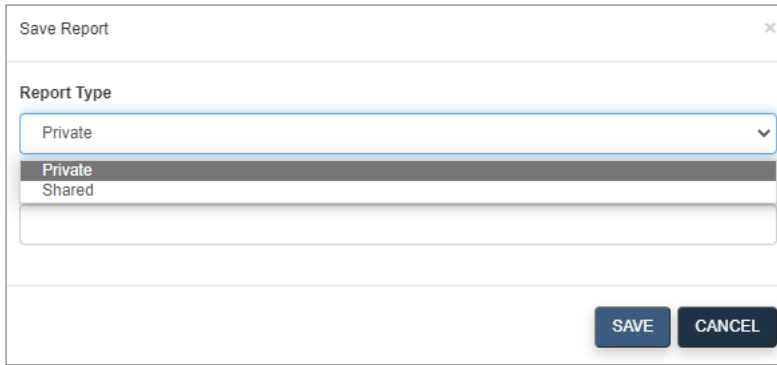 Save Report ×
Report Type
Private
Private
Shared
SAVE CANCEL